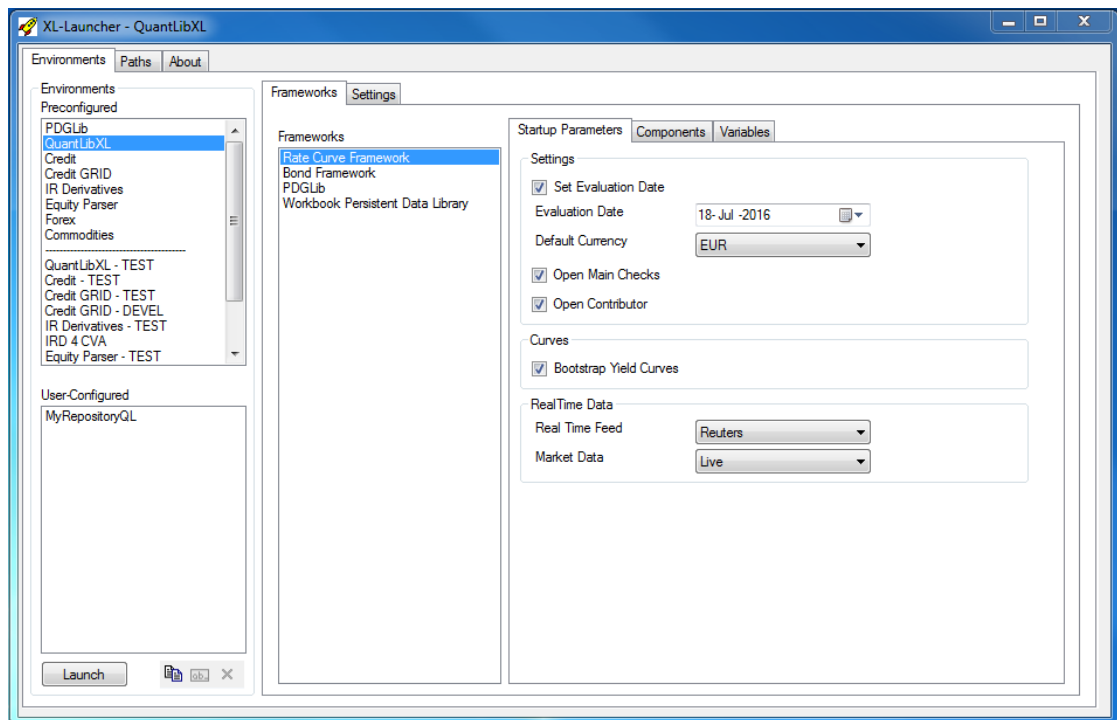 XL-Launcher - QuantLibXL
Environments Paths About
Environments
Preconfigured
PDGLib
QuantLibXL
Credit
Credit GRID
IR Derivatives
Equity Parser
Forex
Commodities
----------------------------------------
QuantLibXL - TEST
Credit - TEST
Credit GRID - TEST
Credit GRID - DEVEL
IR Derivatives - TEST
IRD 4 CVA
Equity Parser - TEST
User-Configured
MyRepositoryQL
Launch
ab
Frameworks Settings
Frameworks
Rate Curve Framework
Bond Framework
PDGLib
Workbook Persistent Data Library
Startup Parameters Components Variables
Settings
Set Evaluation Date
Evaluation Date 18- Jul -2016
Default Currency EUR
Open Main Checks
Open Contributor
Curves
Bootstrap Yield Curves
RealTime Data
Real Time Feed Reuters
Market Data Live